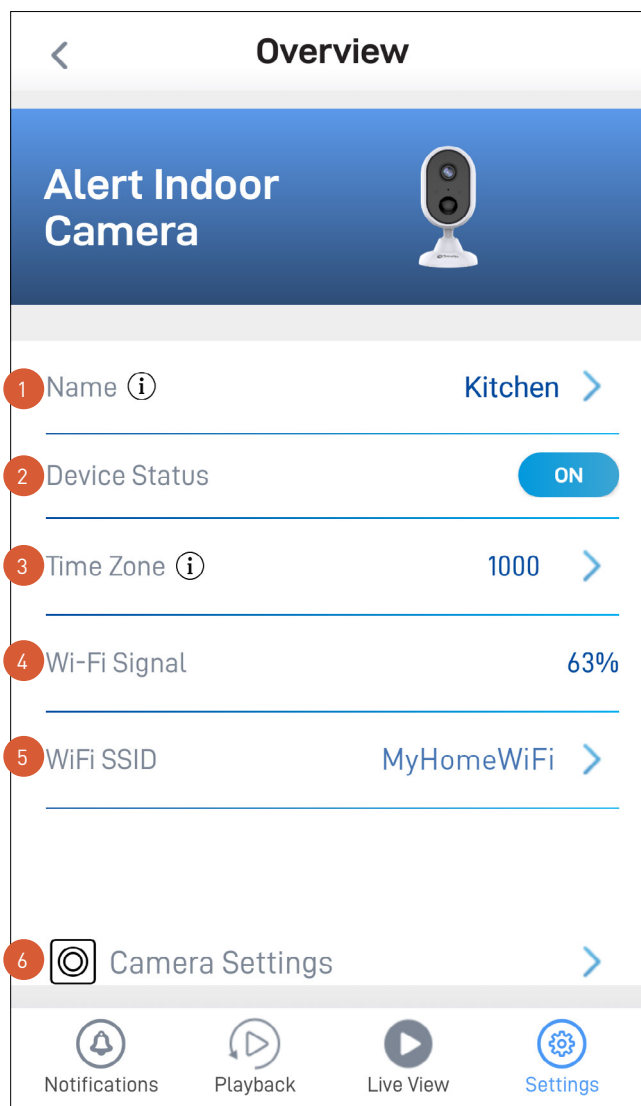 Overview
Alert Indoor
Camera
1 Name i Kitchen
2 Device Status ON
3 Time Zone i 1000
4 Wi-Fi Signal 63%
5 WiFi SSID MyHomeWiFi
6 Camera Settings
Notifications Playback Live View Settings